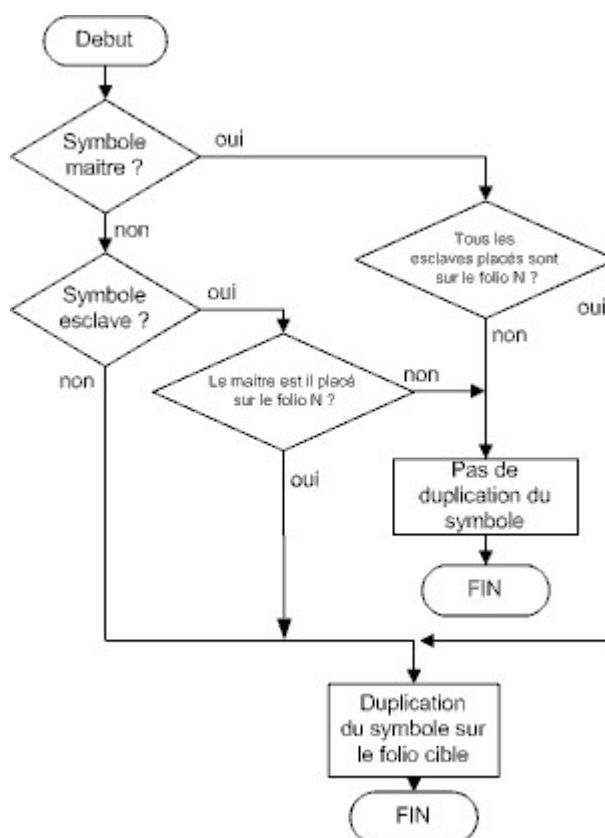 Debut
Symbole
maitre ?
oui
non
Tous les
esclaves placés sont
sur le folio N ?
oui
non
Symbole
esclave ?
oui
non
Le maitre est il placé
sur le folio N ?
non
oui
Pas de
duplication du
symbole
FIN
Duplication
du symbole sur
le folio cible
FIN